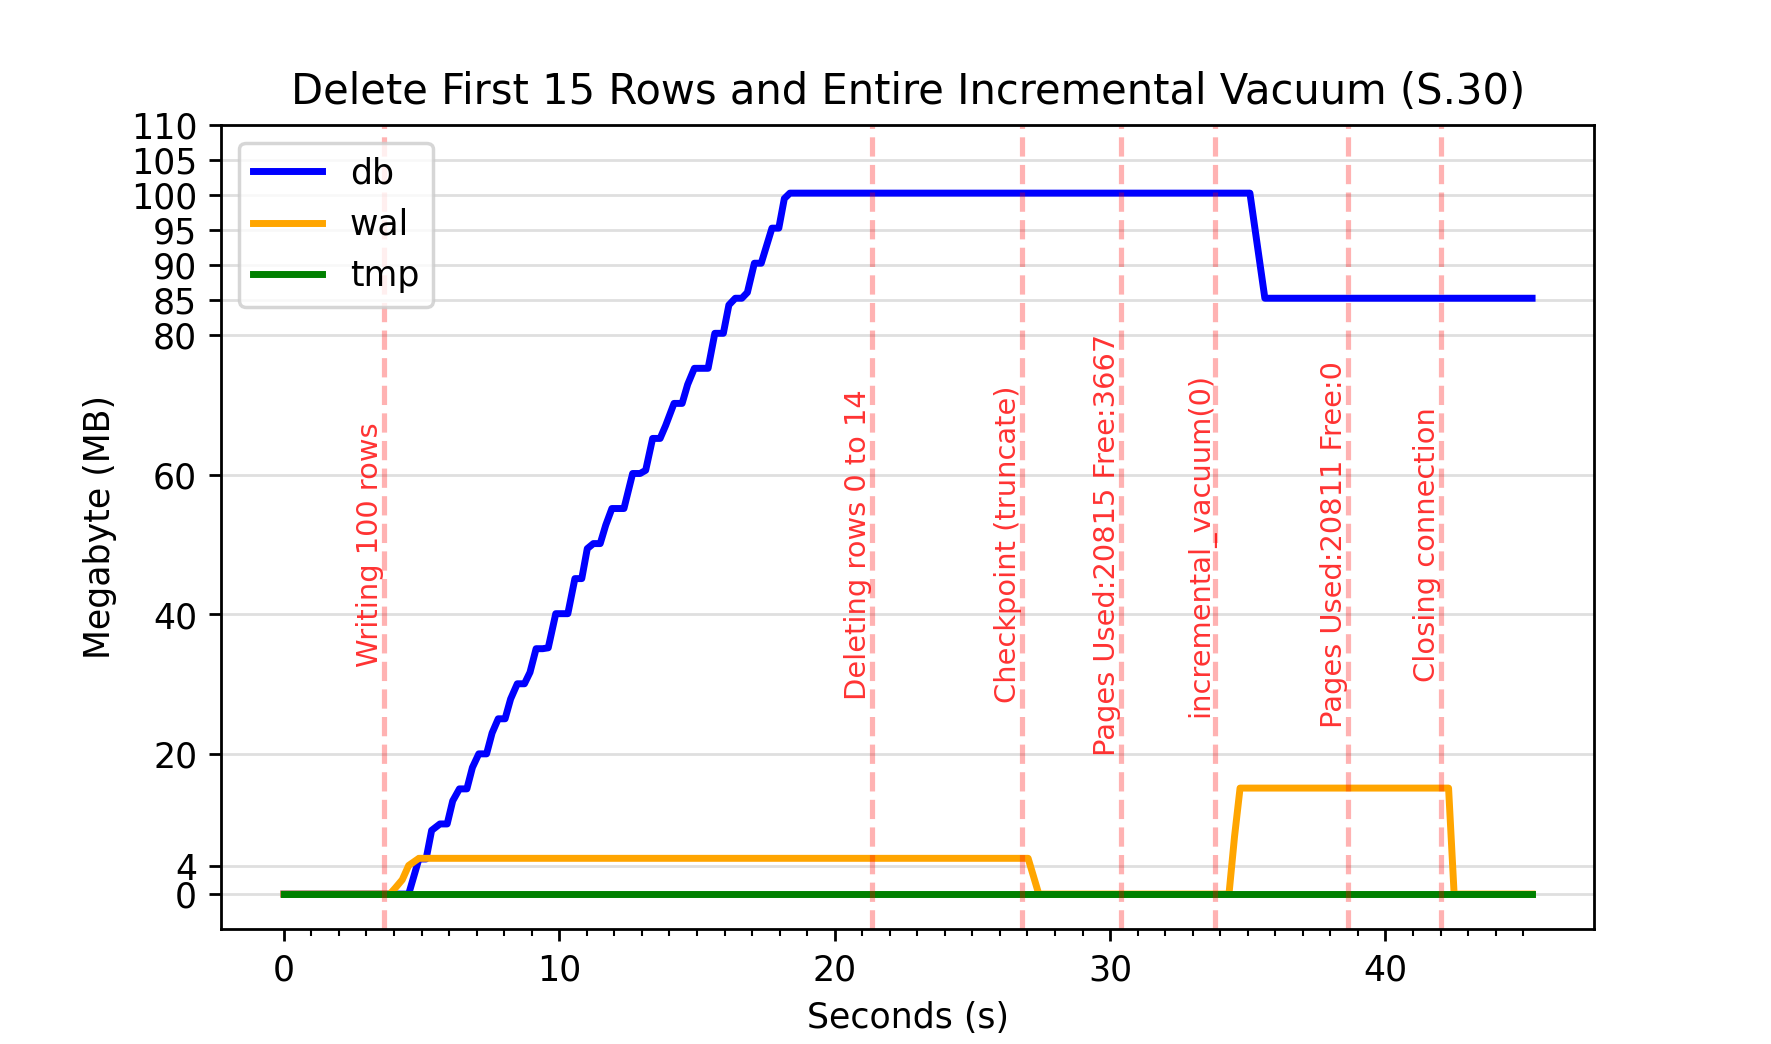 Delete First 15 Rows and Entire Incremental Vacuum (S.30)
db
wal
tmp
110
105
100
95
90
85
80
60
40
20
4
0
Megabyte (MB)
Writing 100 rows
Deleting rows 0 to 14
Checkpoint (truncate)
Pages Used:20815 Free:3667
incremental_vacuum(0)
Pages Used:20811 Free:0
Closing connection
0
10
20
30
40
Seconds (s)